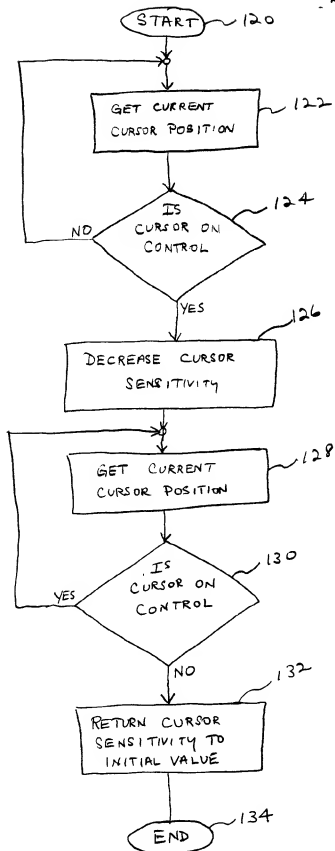 START
120
GET CURRENT
CURSOR POSITION
122
IS
CURSOR ON
CONTROL
124
NO
YES
126
DECREASE CURSOR
SENSITIVITY
GET CURRENT
CURSOR POSITION
128
IS
CURSOR ON
CONTROL
130
YES
NO
132
RETURN CURSOR
SENSITIVITY TO
INITIAL VALUE
END
134